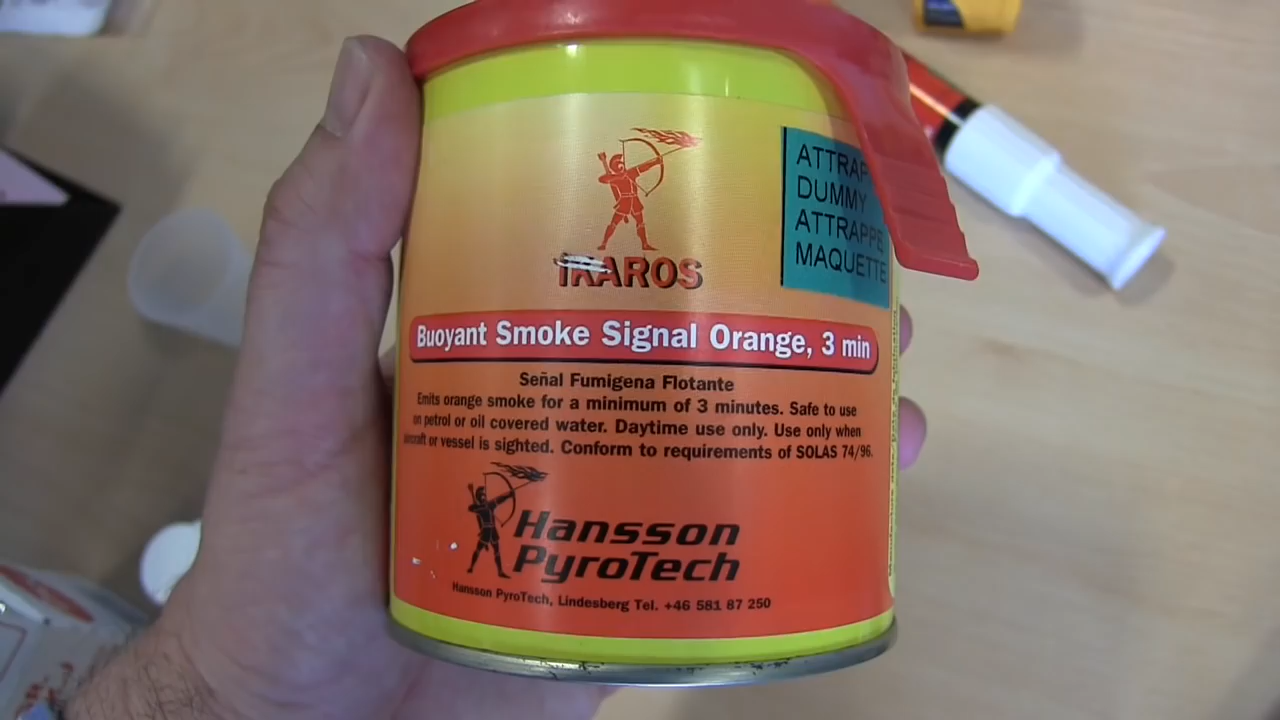 IKAROS
ATTRAP
DUMMY
ATTRAPPE
MAQUETTE
Buoyant Smoke Signal Orange, 3 min
Señal Fumigena Flotante
Emits orange smoke for a minimum of 3 minutes. Safe to use
on petrol or oil covered water. Daytime use only. Use only when
aircraft or vessel is sighted. Conform to requirements of SOLAS 74/96.
Hansson
PyroTech
Hansson PyroTech, Lindesberg Tel. +46 581 87 250